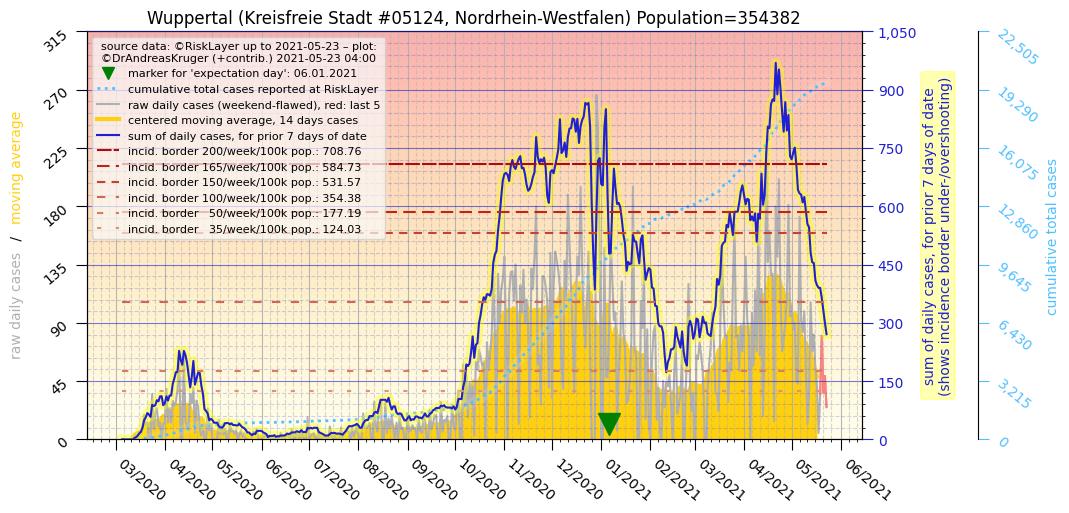 Wuppertal (Kreisfreie Stadt #05124, Nordrhein-Westfalen) Population=354382
source data: ©RiskLayer up to 2021-05-23 – plot:
©DrAndreasKruger (+contrib.) 2021-05-23 04:00
marker for 'expectation day': 06.01.2021
cumulative total cases reported at RiskLayer
raw daily cases (weekend-flawed), red: last 5
centered moving average, 14 days cases
sum of daily cases, for prior 7 days of date
incid. border 200/week/100k pop.: 708.76
incid. border 165/week/100k pop.: 584.73
incid. border 150/week/100k pop.: 531.57
incid. border 100/week/100k pop.: 354.38
incid. border 50/week/100k pop.: 177.19
incid. border 35/week/100k pop.: 124.03
raw daily cases / moving average
315
270
225
180
135
90
45
0
03/2020
04/2020
05/2020
06/2020
07/2020
08/2020
09/2020
10/2020
11/2020
12/2020
01/2021
02/2021
03/2021
04/2021
05/2021
06/2021
1,050
900
750
600
450
300
150
0
sum of daily cases, for prior 7 days of date
(shows incidence border under-/overshooting)
22,505
19,290
16,075
12,860
9,645
6,430
3,215
0
cumulative total cases